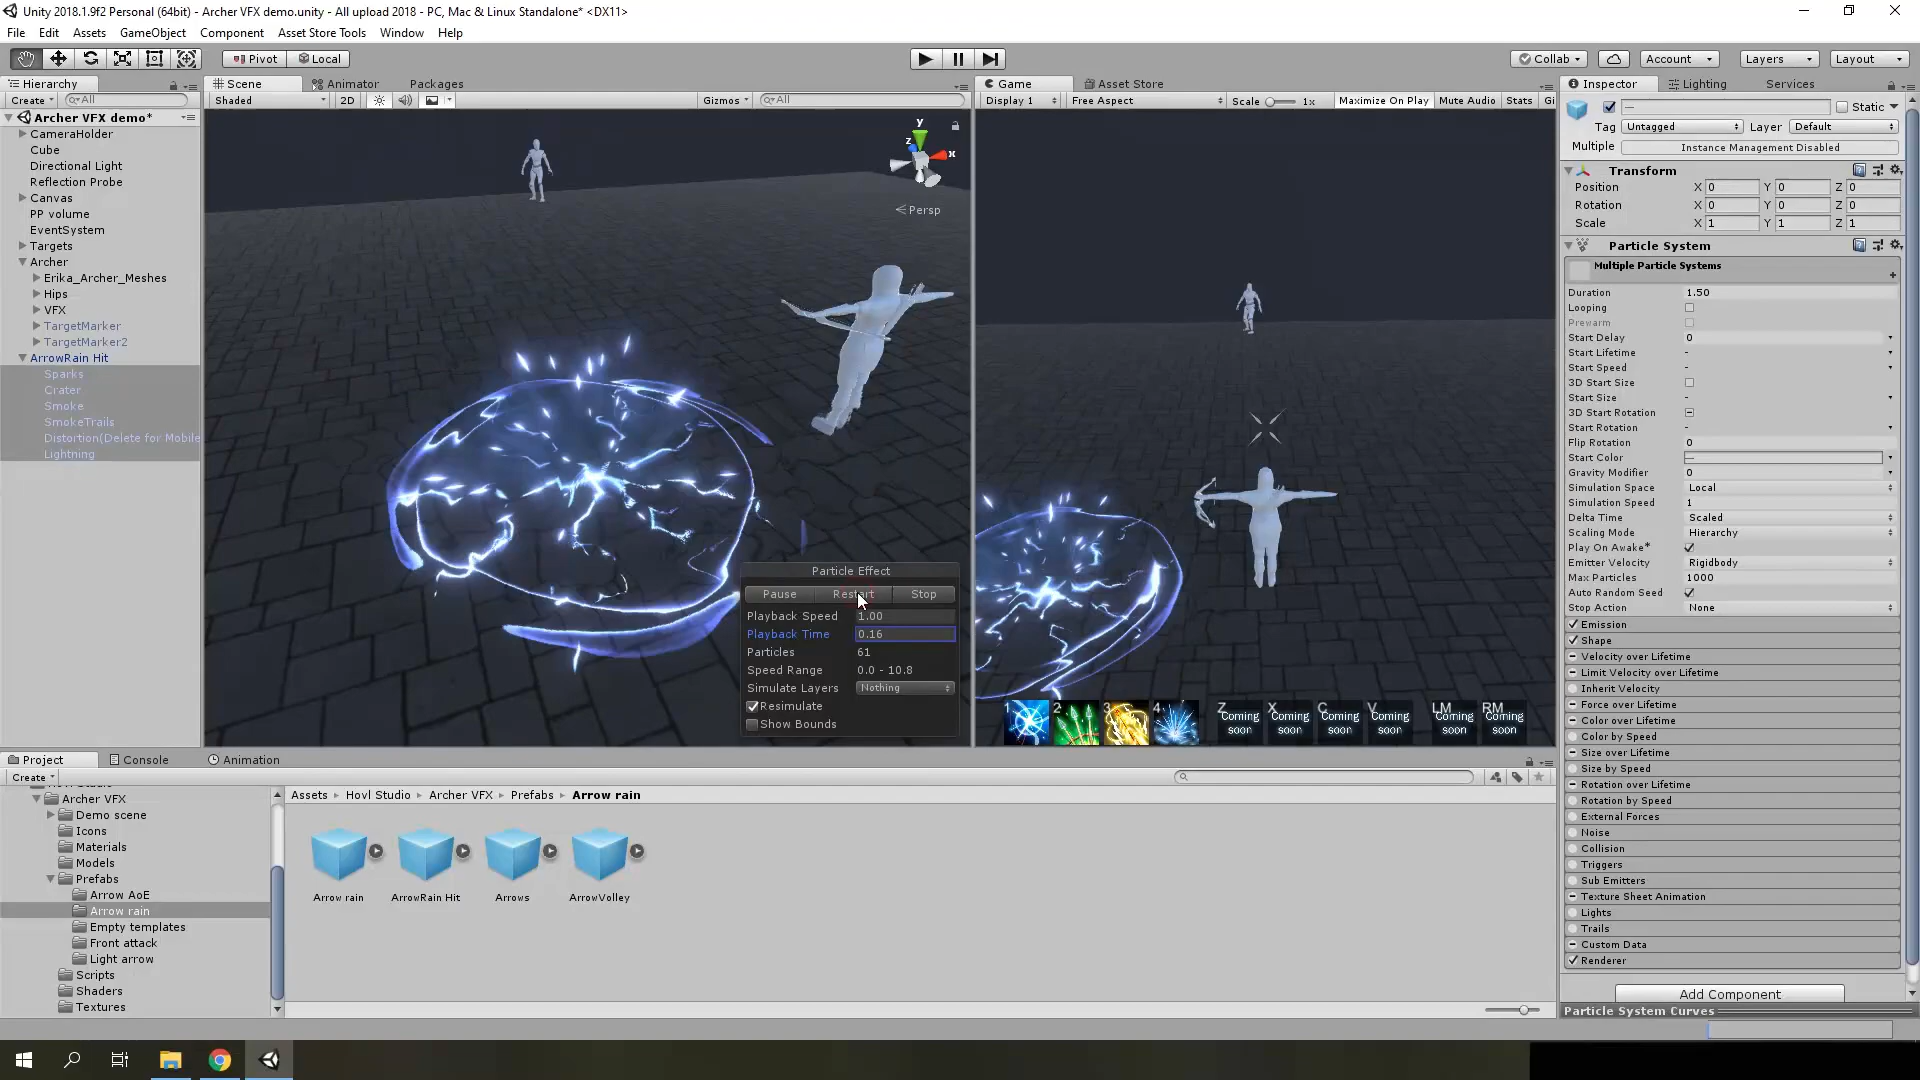 Unity 2018.1.9f2 Personal (64bit) - Archer VFX demo.unity - All upload 2018 - PC, Mac & Linux Standalone* <DX11>
File Edit Assets GameObject Component Asset Store Tools Window Help
Pivot Local
Collab Account Layers Layout
Hierarchy
Create All
Archer VFX demo*
CameraHolder
Cube
Directional Light
Reflection Probe
Canvas
PP volume
EventSystem
Targets
Archer
Erika_Archer_Meshes
Hips
VFX
TargetMarker
TargetMarker2
ArrowRain Hit
Sparks
Crater
Smoke
SmokeTrails
Distortion(Delete for Mobile
Lightning
Scene Animator Packages
Shaded 2D Gizmos All
y
z x
Persp
Particle Effect
Pause Restart Stop
Playback Speed 1.00
Playback Time 0.16
Particles 61
Speed Range 0.0 - 10.8
Simulate Layers Nothing
Resimulate
Show Bounds
Game Asset Store
Display 1 Free Aspect Scale 1x Maximize On Play Mute Audio Stats Gi
1 2 3 4 Z X C V LM RM
Coming soon Coming soon Coming soon Coming soon Coming soon Coming soon
Inspector Lighting Services
— Static
Tag Untagged Layer Default
Multiple Instance Management Disabled
Transform
Position X 0 Y 0 Z 0
Rotation X 0 Y 0 Z 0
Scale X 1 Y 1 Z 1
Particle System
Multiple Particle Systems
+
Duration 1.50
Looping
Prewarm
Start Delay 0
Start Lifetime -
Start Speed -
3D Start Size
Start Size -
3D Start Rotation
Start Rotation -
Flip Rotation 0
Start Color —
Gravity Modifier 0
Simulation Space Local
Simulation Speed 1
Delta Time Scaled
Scaling Mode Hierarchy
Play On Awake*
Emitter Velocity Rigidbody
Max Particles 1000
Auto Random Seed
Stop Action None
Emission
Shape
Velocity over Lifetime
Limit Velocity over Lifetime
Inherit Velocity
Force over Lifetime
Color over Lifetime
Color by Speed
Size over Lifetime
Size by Speed
Rotation over Lifetime
Rotation by Speed
External Forces
Noise
Collision
Triggers
Sub Emitters
Texture Sheet Animation
Lights
Trails
Custom Data
Renderer
Add Component
Particle System Curves
Project Console Animation
Create
Archer VFX
Demo scene
Icons
Materials
Models
Prefabs
Arrow AoE
Arrow rain
Empty templates
Front attack
Light arrow
Scripts
Shaders
Textures
Assets Hovl Studio Archer VFX Prefabs Arrow rain
Arrow rain ArrowRain Hit Arrows ArrowVolley